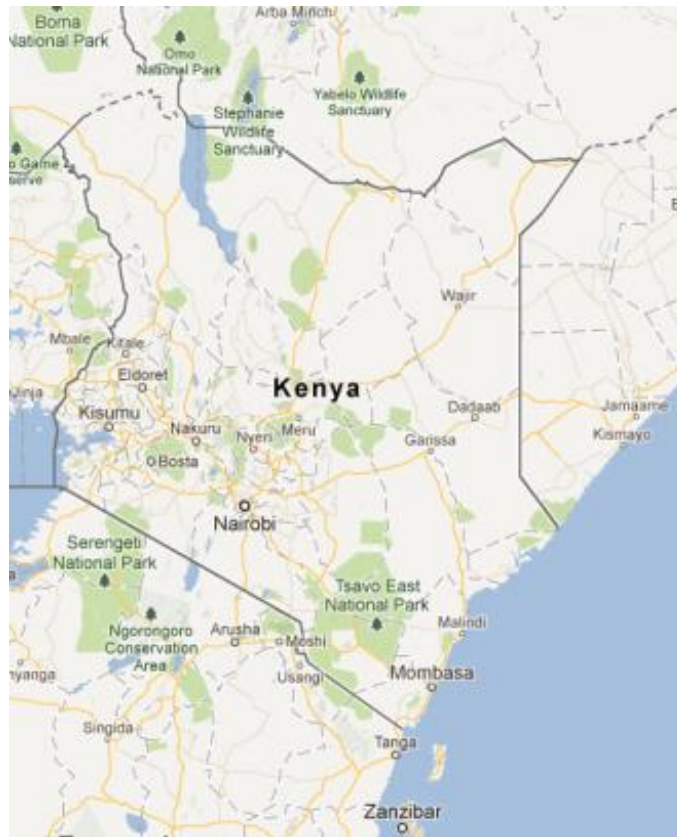 Boma
National Park
Arba Minch
Omo
National Park
Stephanie
Wildlife
Sanctuary
Yabelo Wildlife
Sanctuary
o Game
serve
Wajir
Mbale
Kitale
Eldoret
Jinja
Kenya
Kisumu
Nakuru
Nyeri
Meru
Dadaab
Garissa
Jamaame
Kismayo
Bosta
Nairobi
Serengeti
National Park
Tsavo East
National Park
Ngorongoro
Conservation
Area
Arusha
Moshi
Malindi
nyanga
Usangi
Mombasa
Singida
Tanga
Zanzibar